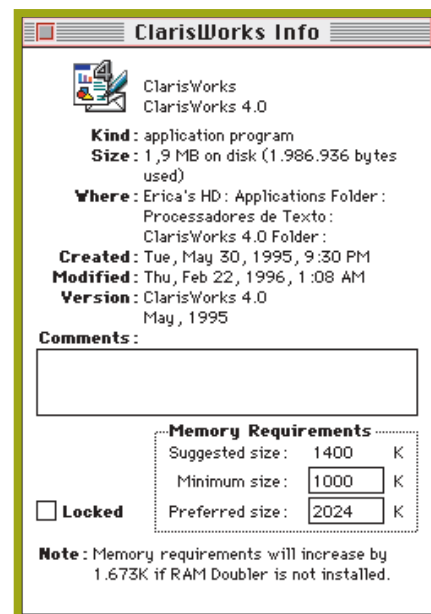 ClarisWorks Info
4
ClarisWorks
ClarisWorks 4.0
Kind: application program
Size: 1,9 MB on disk (1.986.936 bytes
used)
Where: Erica's HD: Applications Folder:
Processadores de Texto:
ClarisWorks 4.0 Folder:
Created: Tue, May 30, 1995, 9:30 PM
Modified: Thu, Feb 22, 1996, 1:08 AM
Version: ClarisWorks 4.0
May, 1995
Comments:
Memory Requirements
Suggested size: 1400 K
Minimum size: 1000 K
Locked Preferred size: 2024 K
Note: Memory requirements will increase by
1.673K if RAM Doubler is not installed.